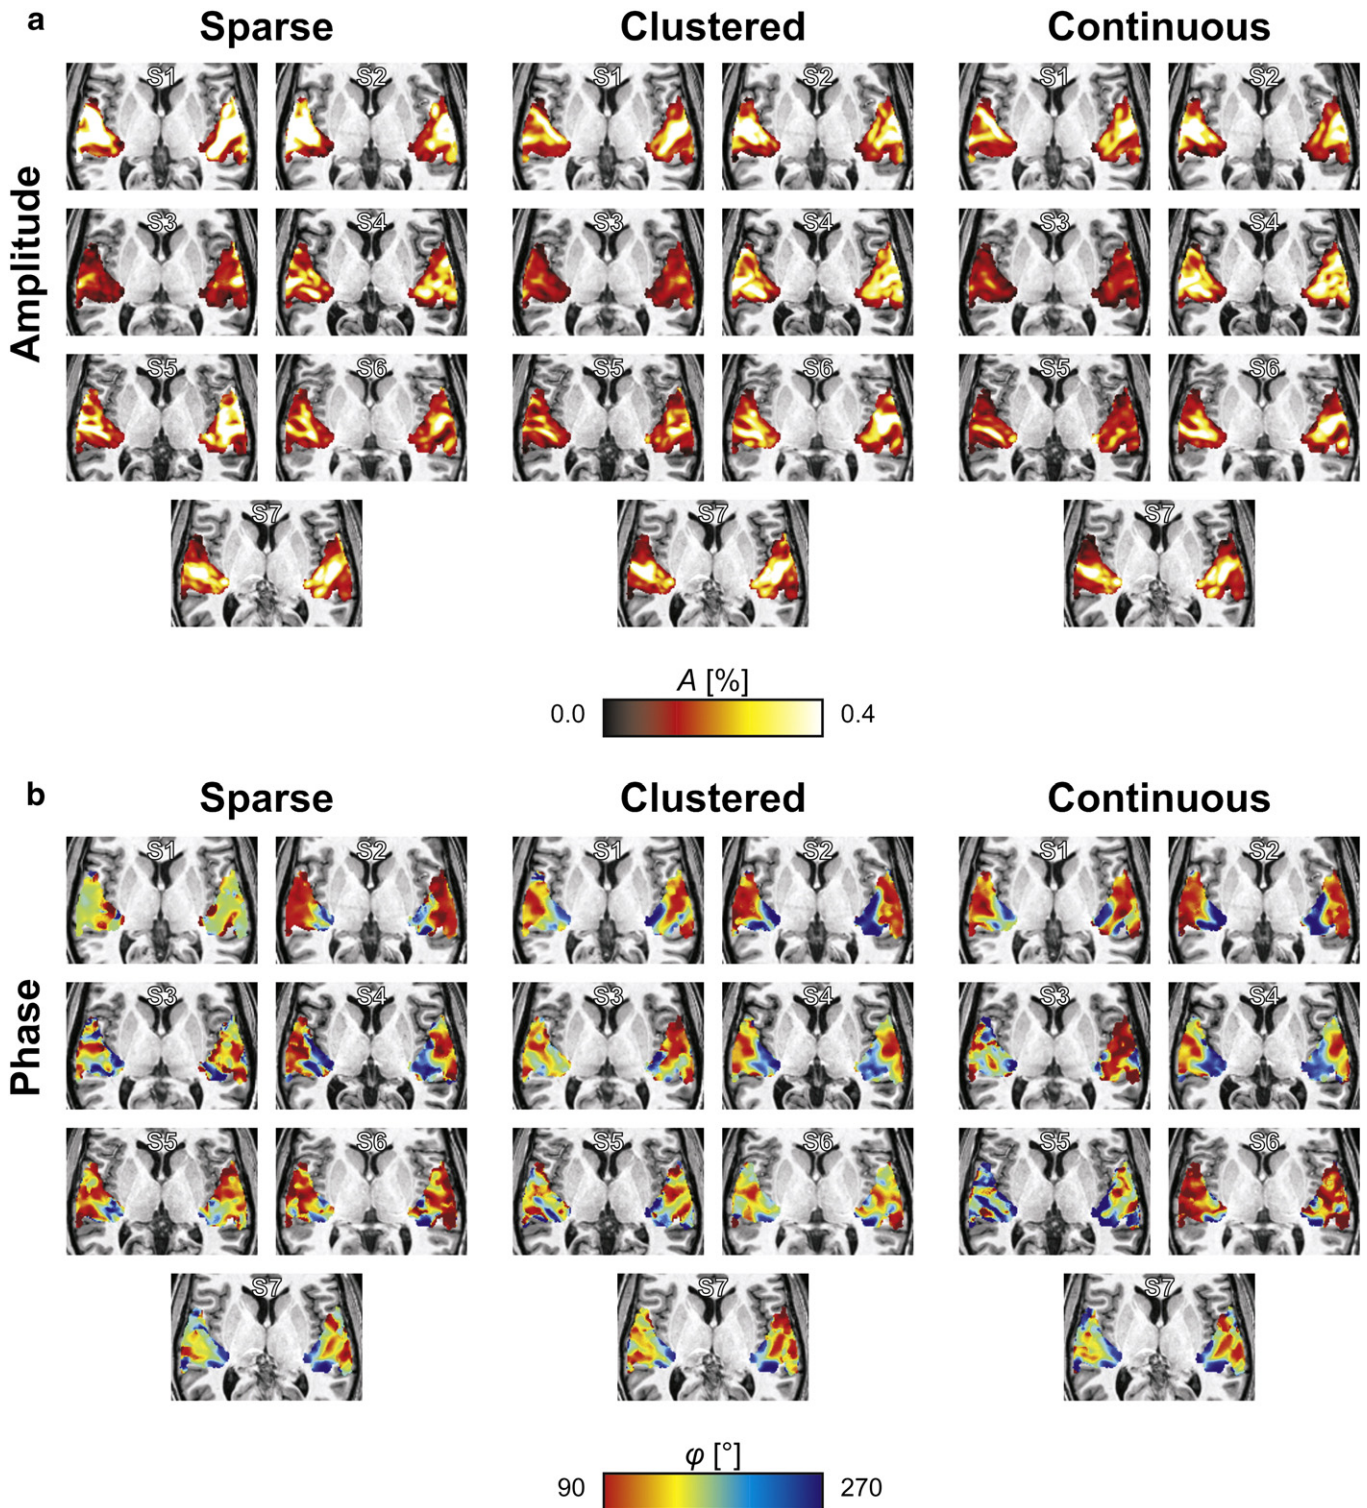 a
Sparse Clustered Continuous
S1 S2 S1 S2 S1 S2
Amplitude
S3 S4 S3 S4 S3 S4
S5 S6 S5 S6 S5 S6
S7 S7 S7
A [%]
0.0 0.4
b
Sparse Clustered Continuous
S1 S2 S1 S2 S1 S2
Phase
S3 S4 S3 S4 S3 S4
S5 S6 S5 S6 S5 S6
S7 S7 S7
φ [°]
90 270